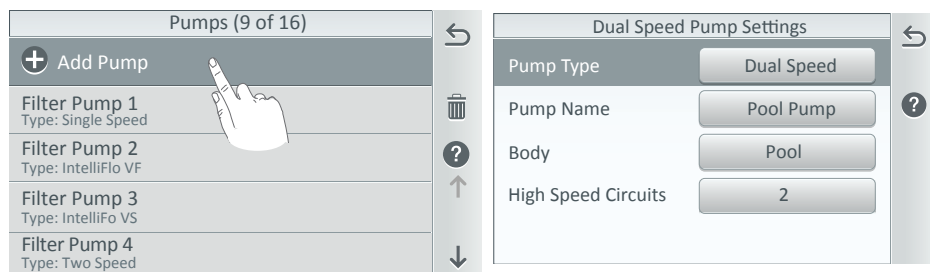 Pumps (9 of 16)
Add Pump
Filter Pump 1
Type: Single Speed
Filter Pump 2
Type: IntelliFlo VF
Filter Pump 3
Type: IntelliFo VS
Filter Pump 4
Type: Two Speed
Dual Speed Pump Settings
Pump Type Dual Speed
Pump Name Pool Pump
Body Pool
High Speed Circuits 2